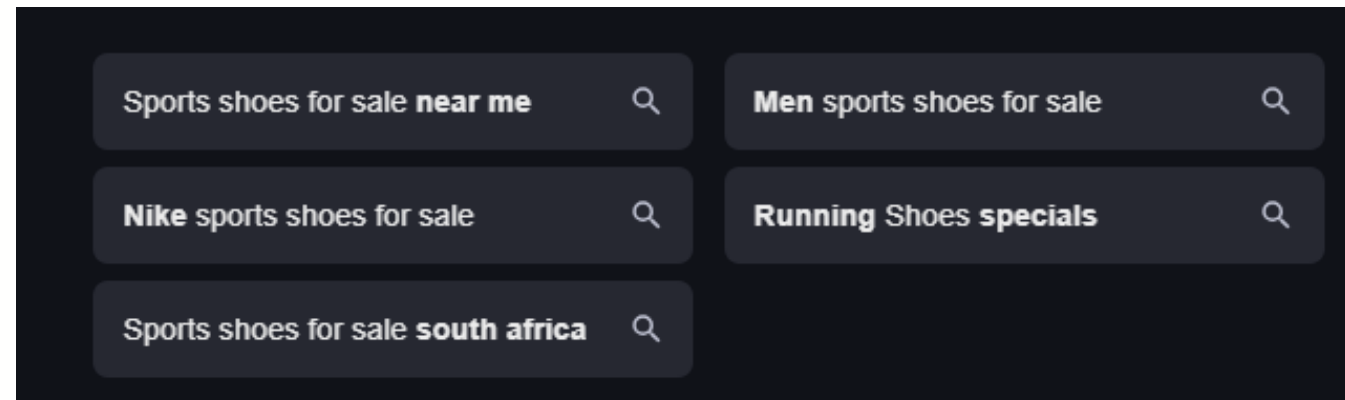 Sports shoes for sale near me
Men sports shoes for sale
Nike sports shoes for sale
Running Shoes specials
Sports shoes for sale south africa